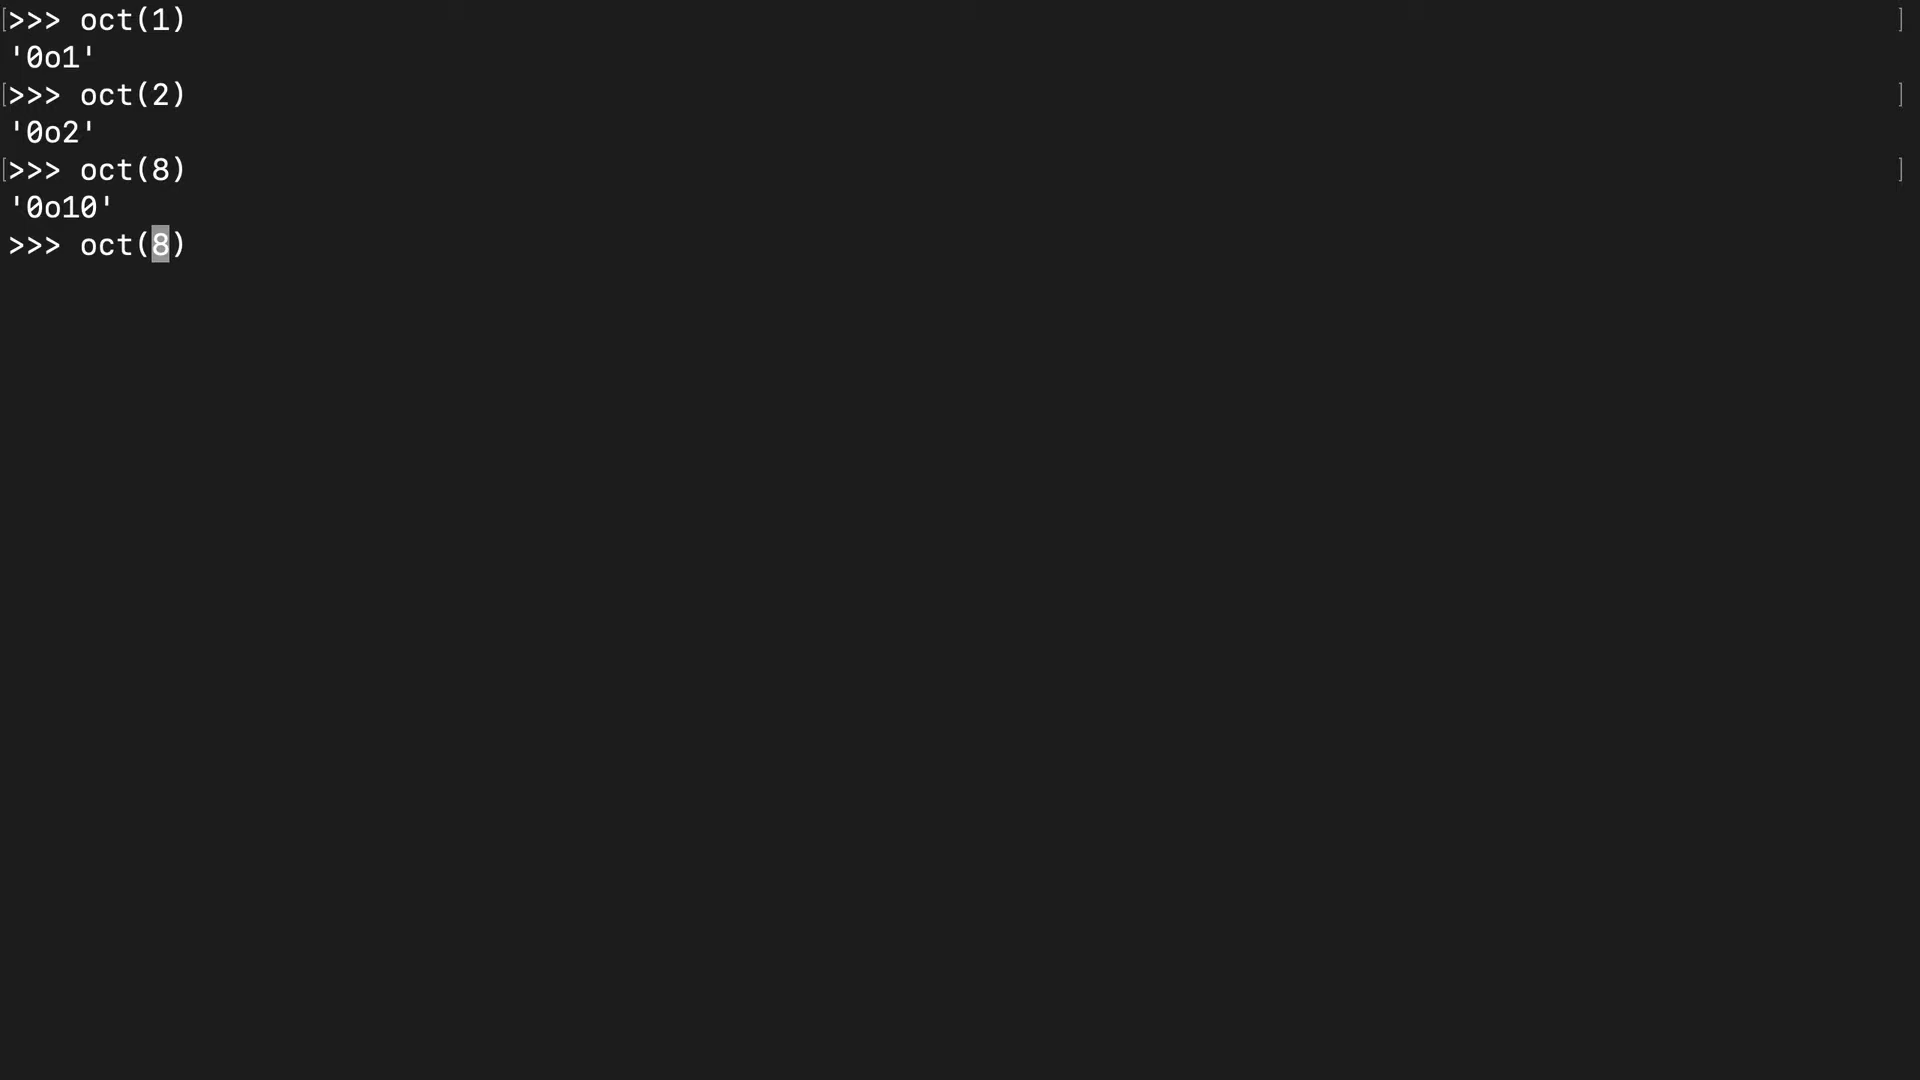 [>>> oct(1) ]
'0o1'
[>>> oct(2) ]
'0o2'
[>>> oct(8) ]
'0o10'
>>> oct(8)